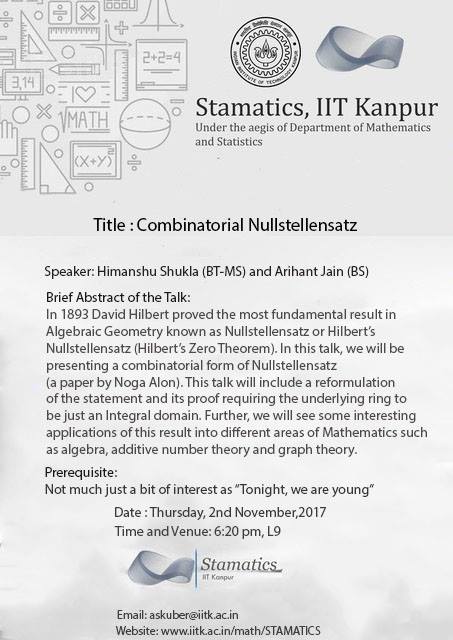 2+2=4
3,14
I♥
√MATH
(X+Y)²
Stamatics, IIT Kanpur
Under the aegis of Department of Mathematics
and Statistics
Title : Combinatorial Nullstellensatz
Speaker: Himanshu Shukla (BT-MS) and Arihant Jain (BS)
Brief Abstract of the Talk:
In 1893 David Hilbert proved the most fundamental result in
Algebraic Geometry known as Nullstellensatz or Hilbert's
Nullstellensatz (Hilbert's Zero Theorem). In this talk, we will be
presenting a combinatorial form of Nullstellensatz
(a paper by Noga Alon). This talk will include a reformulation
of the statement and its proof requiring the underlying ring to
be just an Integral domain. Further, we will see some interesting
applications of this result into different areas of Mathematics such
as algebra, additive number theory and graph theory.
Prerequisite:
Not much just a bit of interest as "Tonight, we are young"
Date : Thursday, 2nd November,2017
Time and Venue: 6:20 pm, L9
Stamatics
IIT Kanpur
Email: askuber@iitk.ac.in
Website: www.iitk.ac.in/math/STAMATICS